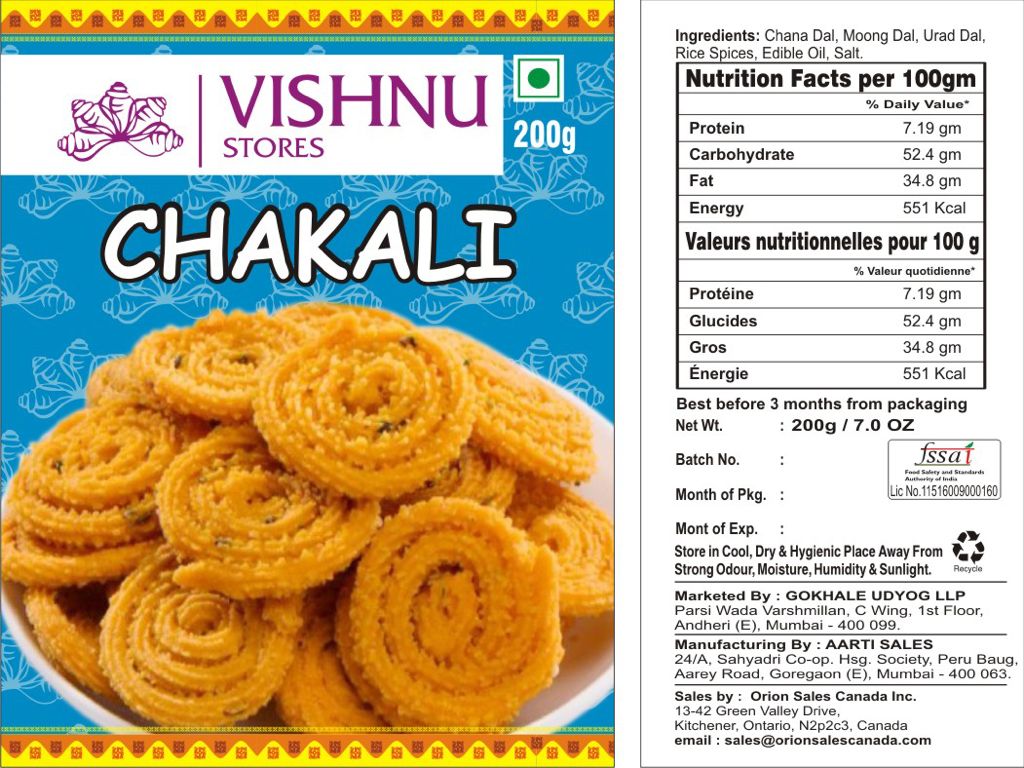 VISHNU
STORES
200g
CHAKALI
Ingredients: Chana Dal, Moong Dal, Urad Dal,
Rice Spices, Edible Oil, Salt.
Nutrition Facts per 100gm
% Daily Value*
Protein 7.19 gm
Carbohydrate 52.4 gm
Fat 34.8 gm
Energy 551 Kcal
Valeurs nutritionnelles pour 100 g
% Valeur quotidienne*
Protéine 7.19 gm
Glucides 52.4 gm
Gros 34.8 gm
Énergie 551 Kcal
Best before 3 months from packaging
Net Wt. : 200g / 7.0 OZ
Batch No. :
fssai
Food Safety and Standards
Authority of India
Lic No.11516009000160
Month of Pkg. :
Mont of Exp. :
Store in Cool, Dry & Hygienic Place Away From
Strong Odour, Moisture, Humidity & Sunlight.
Recycle
Marketed By : GOKHALE UDYOG LLP
Parsi Wada Varshmillan, C Wing, 1st Floor,
Andheri (E), Mumbai - 400 099.
Manufacturing By : AARTI SALES
24/A, Sahyadri Co-op. Hsg. Society, Peru Baug,
Aarey Road, Goregaon (E), Mumbai - 400 063.
Sales by : Orion Sales Canada Inc.
13-42 Green Valley Drive,
Kitchener, Ontario, N2p2c3, Canada
email : sales@orionsalescanada.com